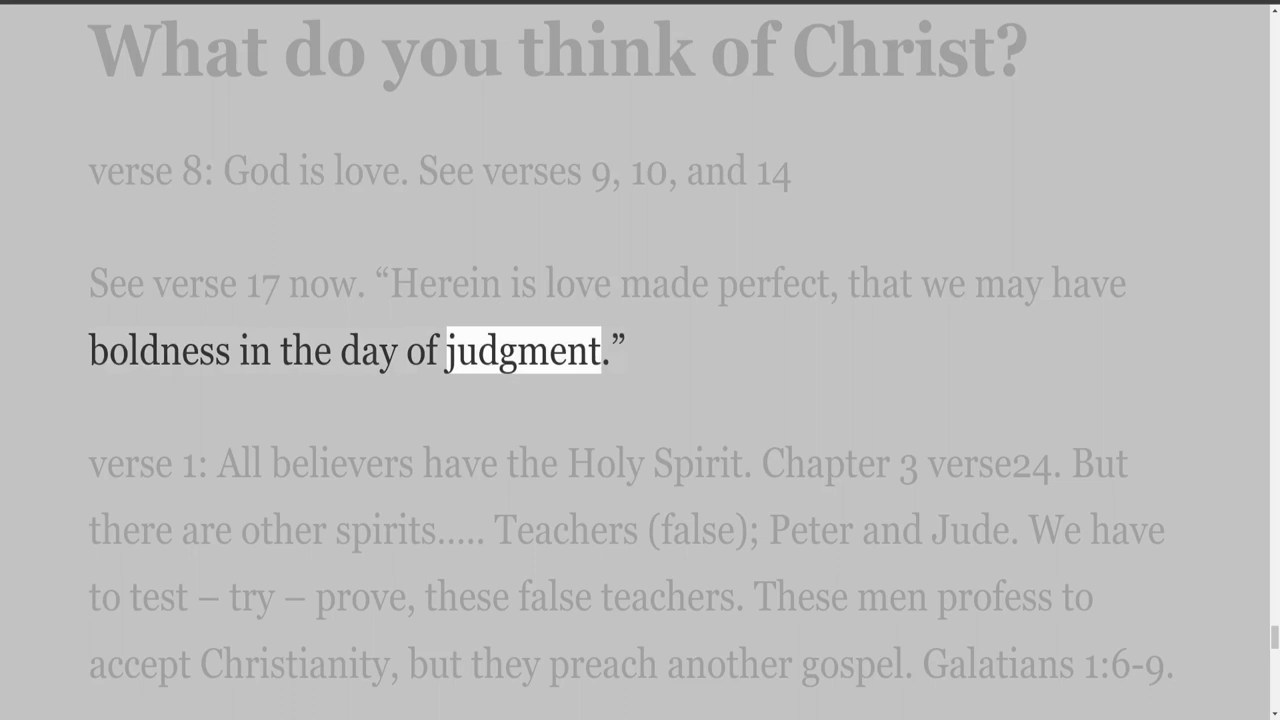 What do you think of Christ?
verse 8: God is love. See verses 9, 10, and 14
See verse 17 now. “Herein is love made perfect, that we may have
boldness in the day of judgment.”
verse 1: All believers have the Holy Spirit. Chapter 3 verse24. But
there are other spirits….. Teachers (false); Peter and Jude. We have
to test – try – prove, these false teachers. These men profess to
accept Christianity, but they preach another gospel. Galatians 1:6-9.